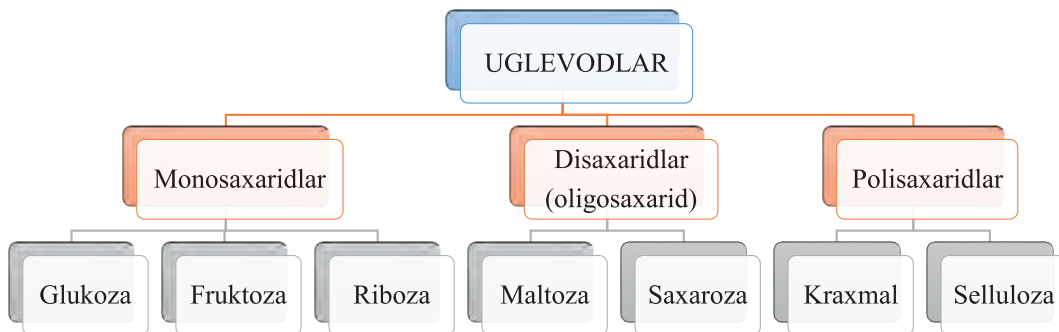 UGLEVODLAR
Monosaxaridlar
Disaxaridlar
(oligosaxarid)
Polisaxaridlar
Glukoza
Fruktoza
Riboza
Maltoza
Saxaroza
Kraxmal
Selluloza